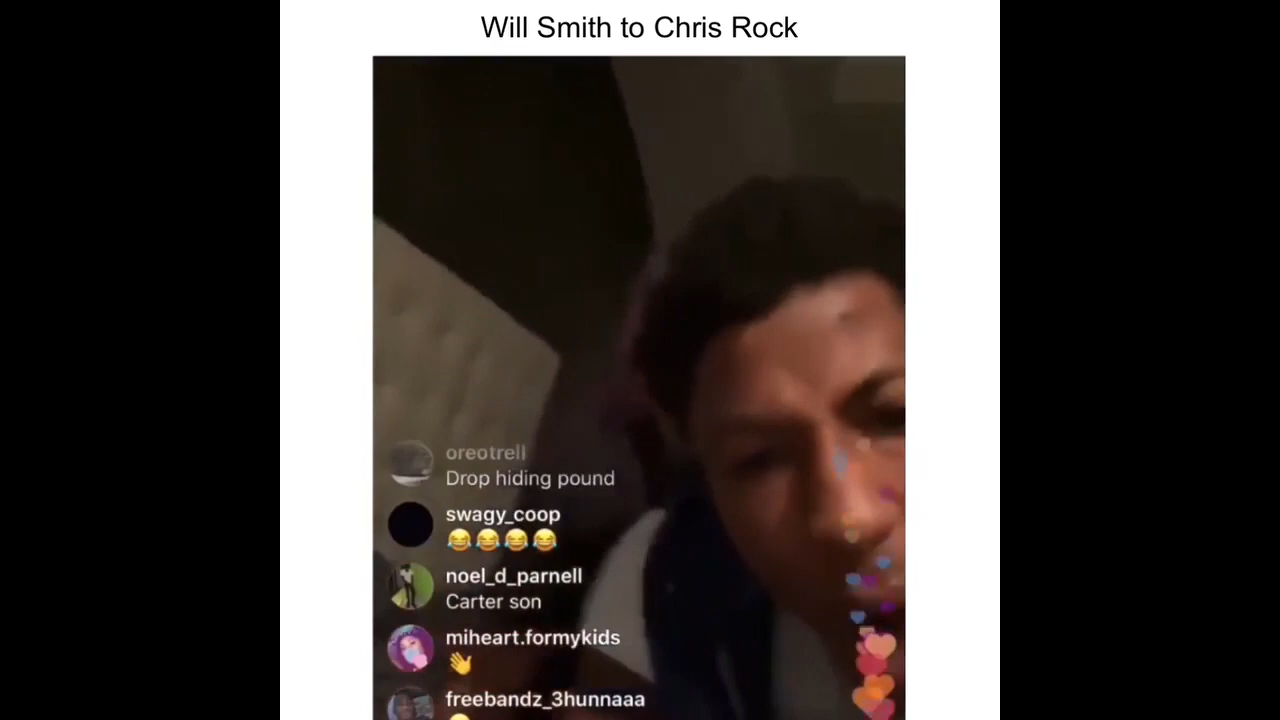 Will Smith to Chris Rock
oreotrell
Drop hiding pound
swagy_coop
😂😂😂😂
noel_d_parnell
Carter son
miheart.formykids
👋
freebandz_3hunnaaa